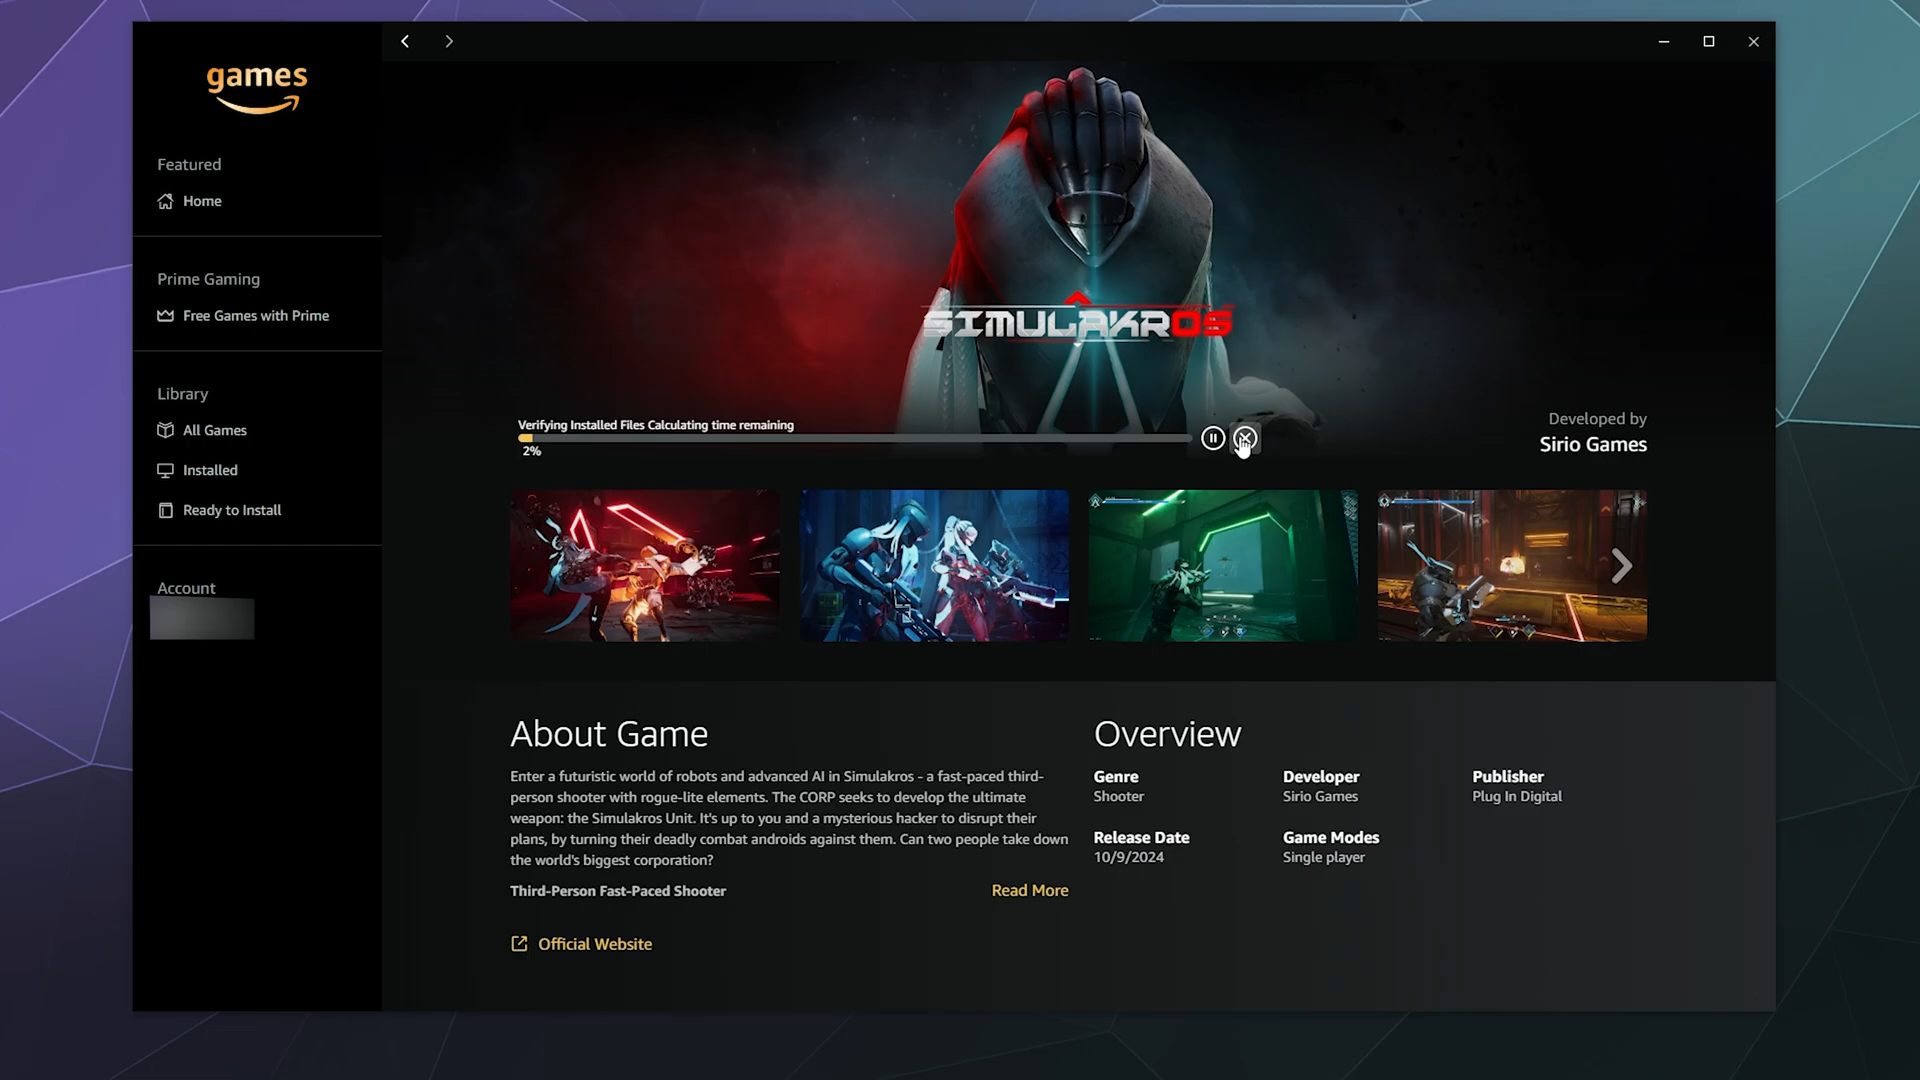 games
Featured
Home
Prime Gaming
Free Games with Prime
Library
All Games
Installed
Ready to Install
Account
SIMULAKROS
Verifying Installed Files Calculating time remaining
2%
Developed by
Sirio Games
About Game
Enter a futuristic world of robots and advanced AI in Simulakros - a fast-paced third-
person shooter with rogue-lite elements. The CORP seeks to develop the ultimate
weapon: the Simulakros Unit. It's up to you and a mysterious hacker to disrupt their
plans, by turning their deadly combat androids against them. Can two people take down
the world's biggest corporation?
Third-Person Fast-Paced Shooter
Read More
Official Website
Overview
Genre
Shooter
Developer
Sirio Games
Publisher
Plug In Digital
Release Date
10/9/2024
Game Modes
Single player